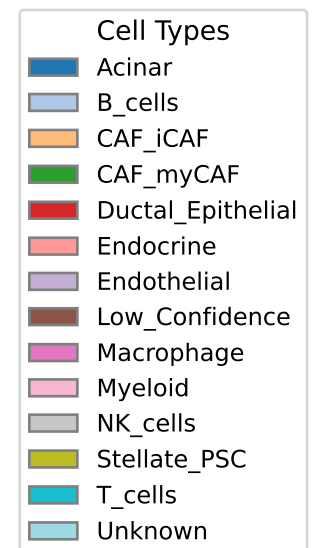 Cell Types
Acinar
B_cells
CAF_iCAF
CAF_myCAF
Ductal_Epithelial
Endocrine
Endothelial
Low_Confidence
Macrophage
Myeloid
NK_cells
Stellate_PSC
T_cells
Unknown